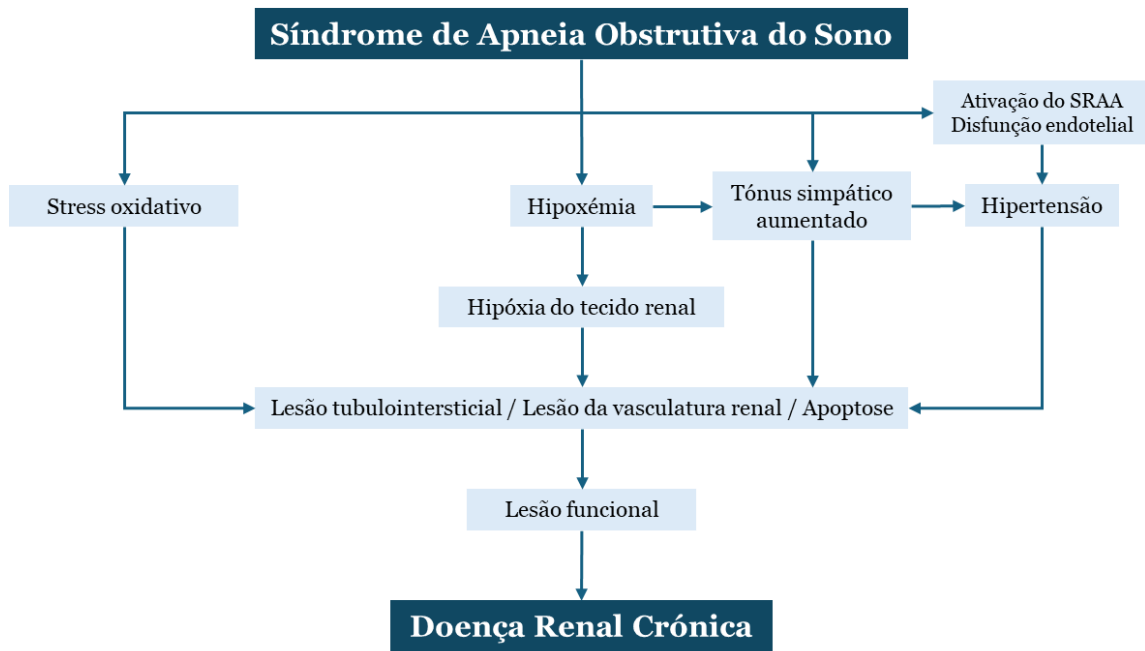 Síndrome de Apneia Obstrutiva do Sono
Ativação do SRAA
Disfunção endotelial
Stress oxidativo
Hipoxémia
Tónus simpático
aumentado
Hipertensão
Hipóxia do tecido renal
Lesão tubulointersticial / Lesão da vasculatura renal / Apoptose
Lesão funcional
Doença Renal Crónica